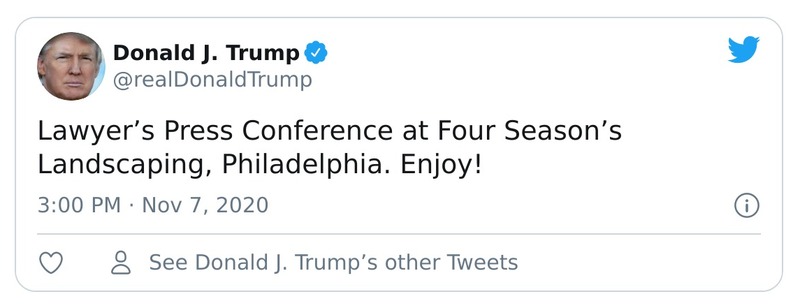 Donald J. Trump
@realDonaldTrump
Lawyer’s Press Conference at Four Season’s
Landscaping, Philadelphia. Enjoy!
3:00 PM · Nov 7, 2020
See Donald J. Trump’s other Tweets